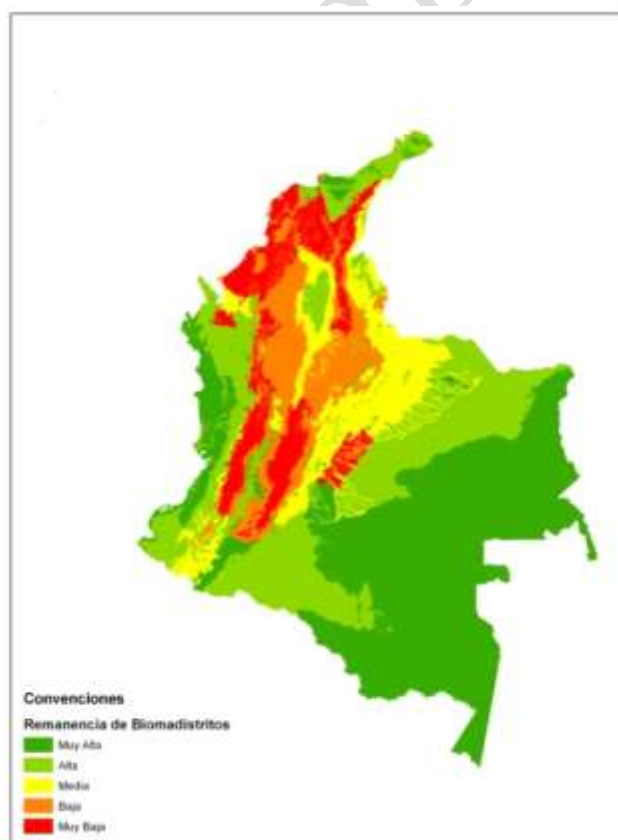 Convenciones
Remanencia de Biomadistritos
Muy Alta
Alta
Media
Baja
Muy Baja